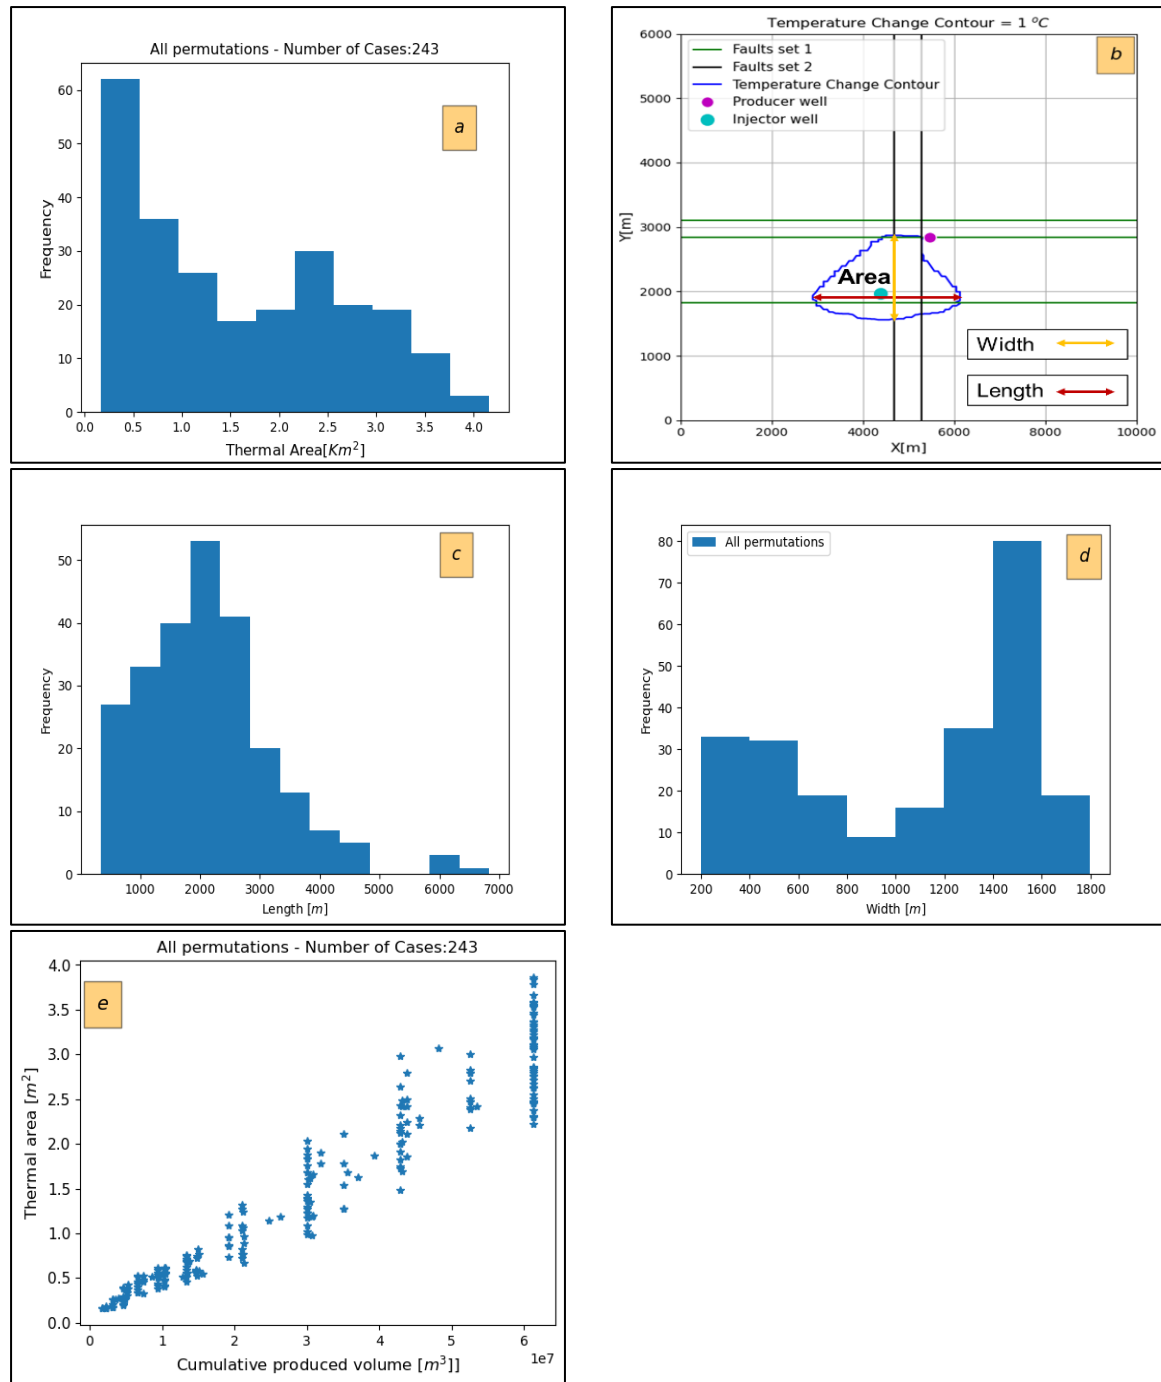 All permutations - Number of Cases:243
a
Frequency
60
50
40
30
20
10
0
0.0 0.5 1.0 1.5 2.0 2.5 3.0 3.5 4.0
Thermal Area[Km²]
Temperature Change Contour = 1 °C
b
Faults set 1
Faults set 2
Temperature Change Contour
Producer well
Injector well
Area
Width
Length
Y[m]
6000
5000
4000
3000
2000
1000
0
0 2000 4000 6000 8000 10000
X[m]
c
Frequency
50
40
30
20
10
0
1000 2000 3000 4000 5000 6000 7000
Length [m]
All permutations
d
Frequency
80
70
60
50
40
30
20
10
0
200 400 600 800 1000 1200 1400 1600 1800
Width [m]
All permutations - Number of Cases:243
e
Thermal area [m²]
4.0
3.5
3.0
2.5
2.0
1.5
1.0
0.5
0.0
0 1 2 3 4 5 6
1e7
Cumulative produced volume [m³]]